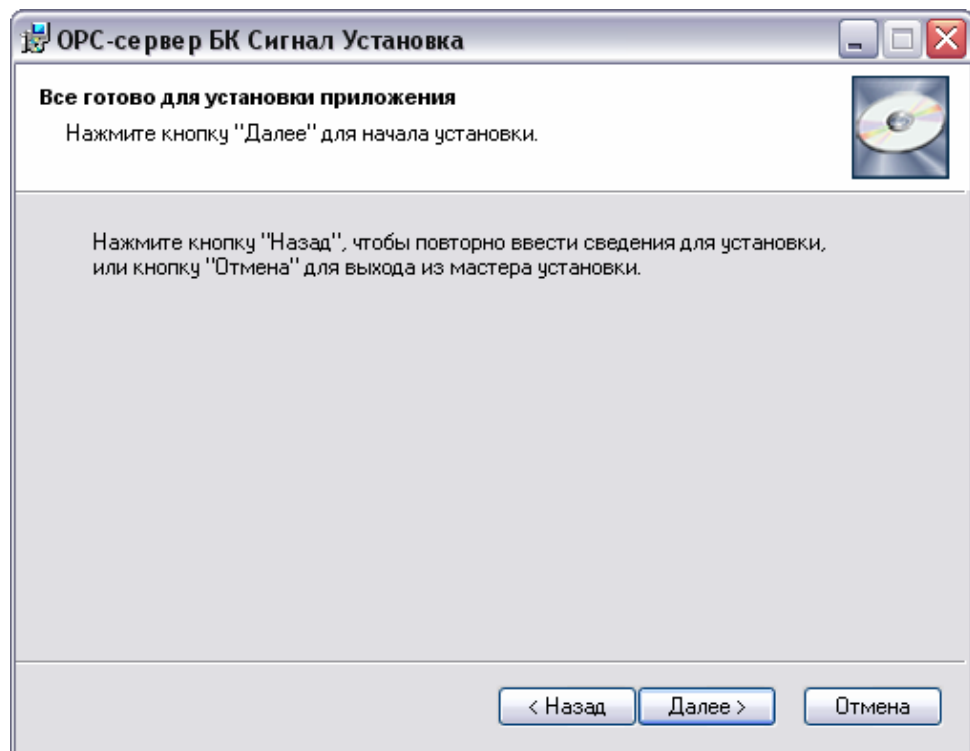 ОРС-сервер БК Сигнал Установка
Все готово для установки приложения
Нажмите кнопку "Далее" для начала установки.
Нажмите кнопку "Назад", чтобы повторно ввести сведения для установки,
или кнопку "Отмена" для выхода из мастера установки.
< Назад
Далее >
Отмена